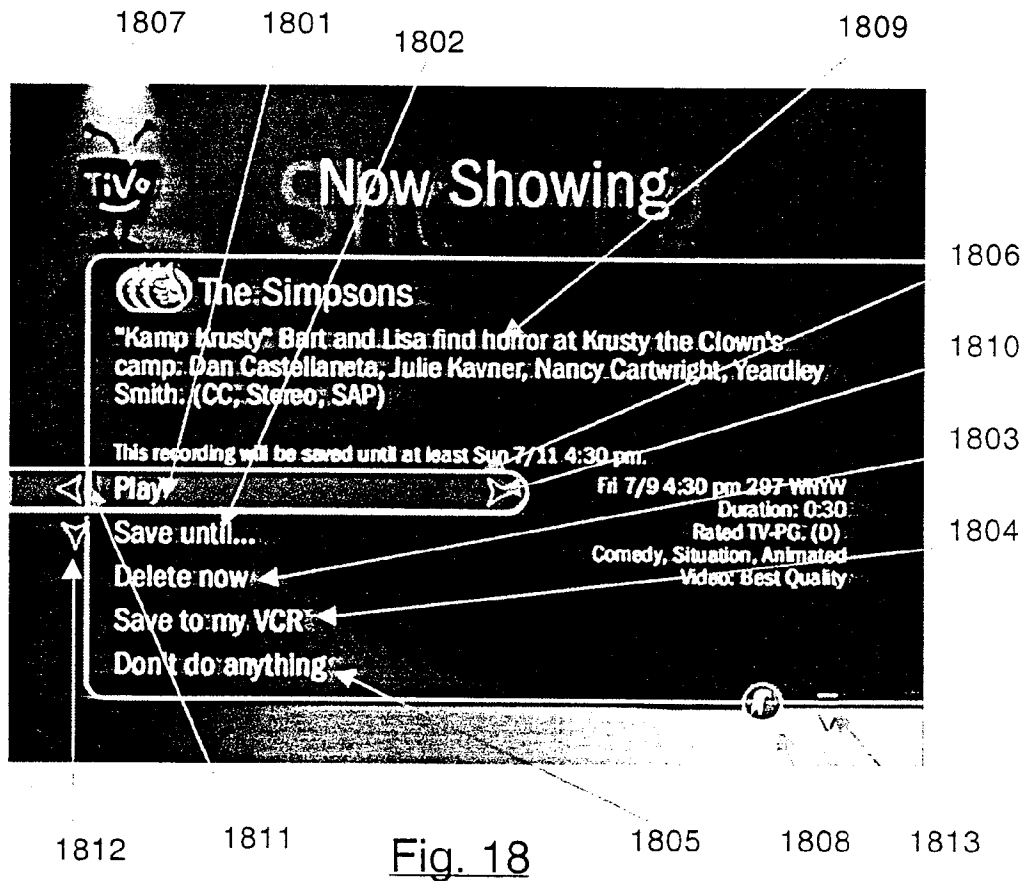 1807 1801 1802 1809
TiVo
Now Showing
1806
The Simpsons
"Kamp Krusty" Bart and Lisa find horror at Krusty the Clown's
camp. Dan Castellaneta, Julie Kavner, Nancy Cartwright, Yeardley
Smith. (CC, Stereo, SAP)
1810
1803
This recording will be saved until at least Sun 7/11 4:30 pm.
Play Fri 7/9 4:30 pm 297 WNYW
Duration: 0:30
Save until... Rated TV-PG. (D)
1804
Comedy, Situation, Animated
Delete now Video: Best Quality
Save to my VCR
Don't do anything
1812 1811 1805 1808 1813
Fig. 18